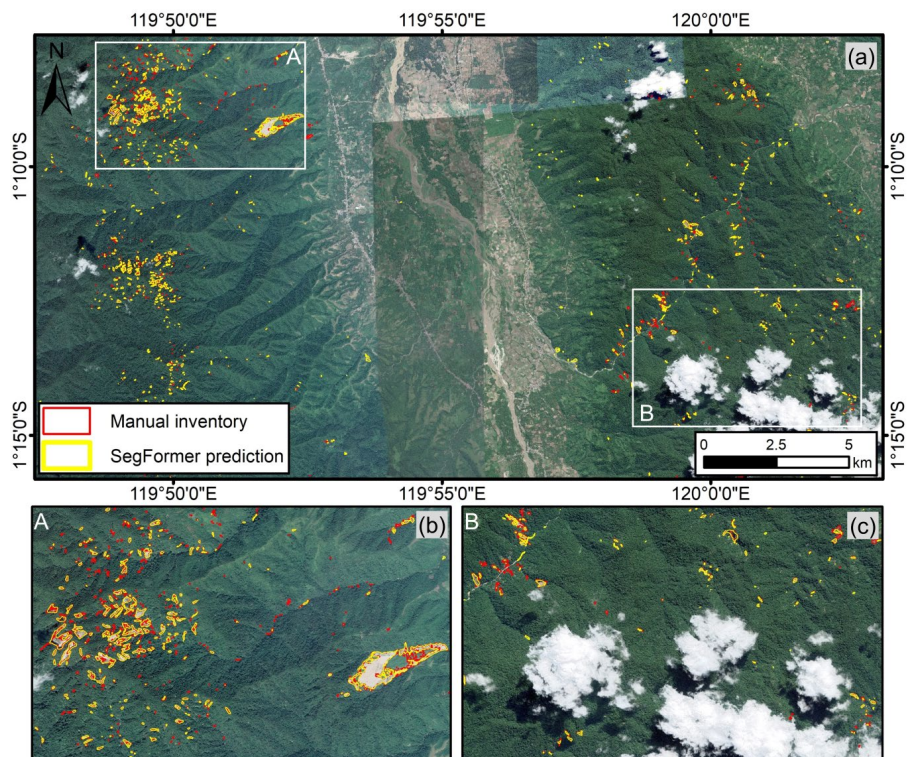 119°50'0"E 119°55'0"E 120°0'0"E
N
A
(a)
1°10'0"S 1°10'0"S
B
Manual inventory
SegFormer prediction
0 2.5 5
km
1°15'0"S 1°15'0"S
119°50'0"E 119°55'0"E 120°0'0"E
A (b) B (c)